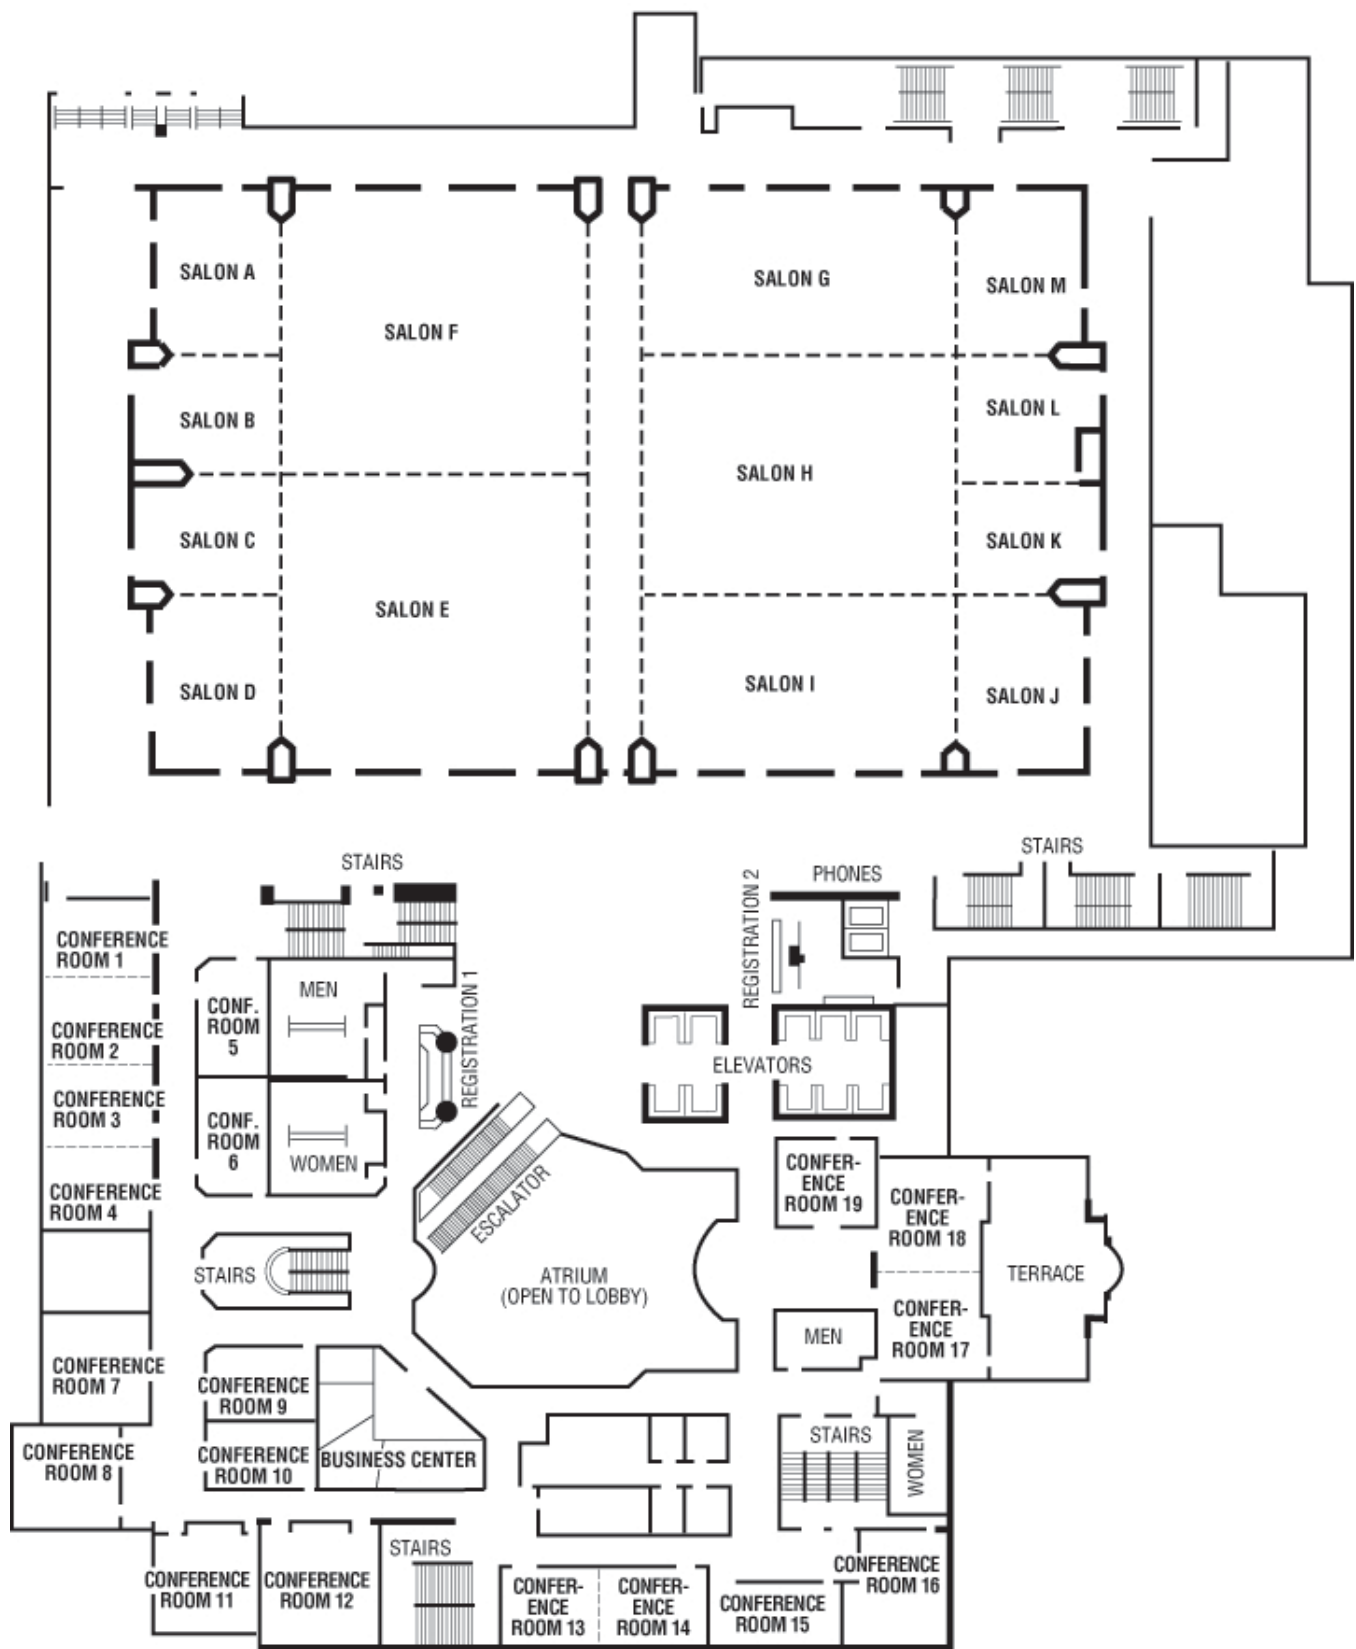 SALON A
SALON G
SALON M
SALON F
SALON B
SALON L
SALON H
SALON C
SALON K
SALON E
SALON D
SALON I
SALON J
STAIRS
STAIRS
PHONES
REGISTRATION 2
CONFERENCE
ROOM 1
MEN
CONF.
ROOM
5
REGISTRATION 1
CONFERENCE
ROOM 2
ELEVATORS
CONFERENCE
ROOM 3
CONF.
ROOM
6
WOMEN
CONFERENCE
ROOM 4
ESCALATOR
CONFER-
ENCE
ROOM 19
CONFER-
ENCE
ROOM 18
STAIRS
ATRIUM
(OPEN TO LOBBY)
TERRACE
CONFER-
ENCE
ROOM 17
MEN
CONFERENCE
ROOM 7
CONFERENCE
ROOM 9
CONFERENCE
ROOM 8
CONFERENCE
ROOM 10
BUSINESS CENTER
STAIRS
WOMEN
STAIRS
CONFERENCE
ROOM 11
CONFERENCE
ROOM 12
CONFER-
ENCE
ROOM 13
CONFER-
ENCE
ROOM 14
CONFERENCE
ROOM 15
CONFERENCE
ROOM 16